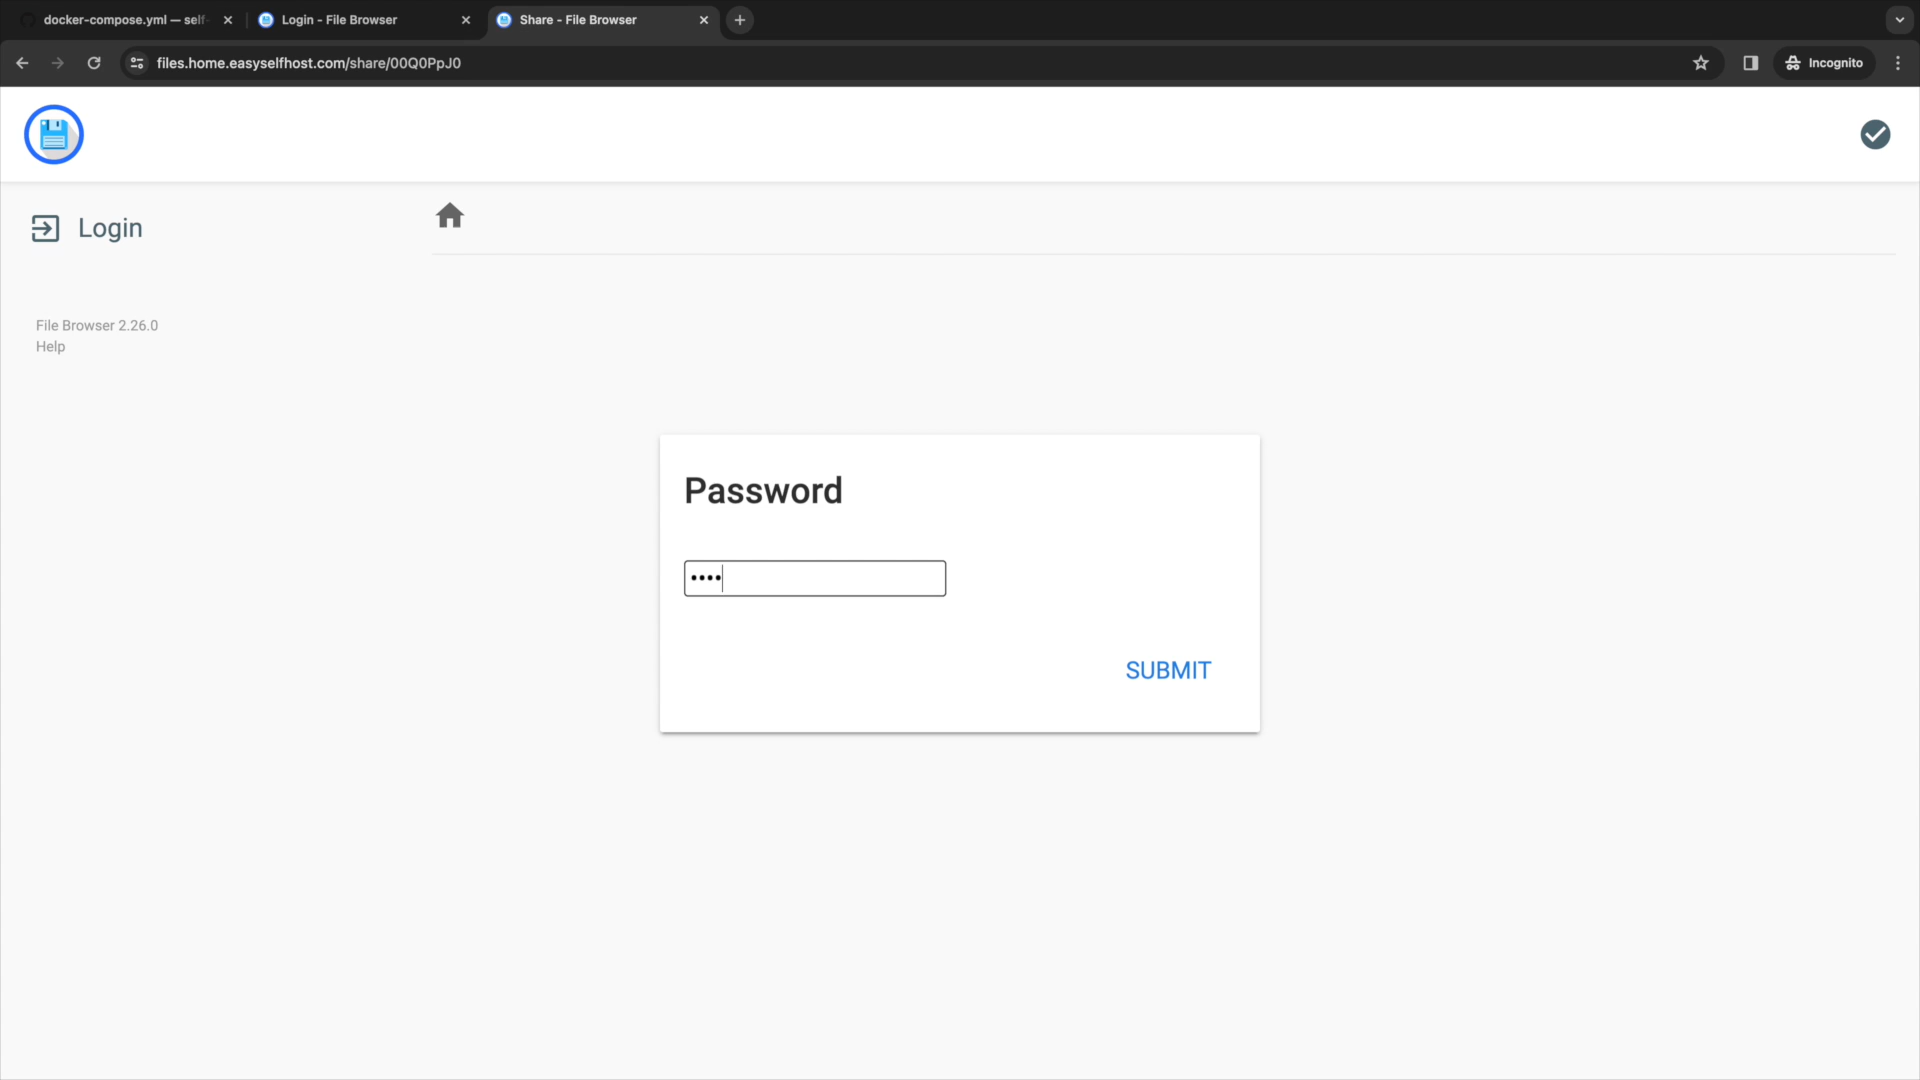 docker-compose.yml — self-
Login - File Browser
Share - File Browser
files.home.easyselfhost.com/share/00Q0PpJ0
Incognito
Login
File Browser 2.26.0
Help
Password
••••
SUBMIT